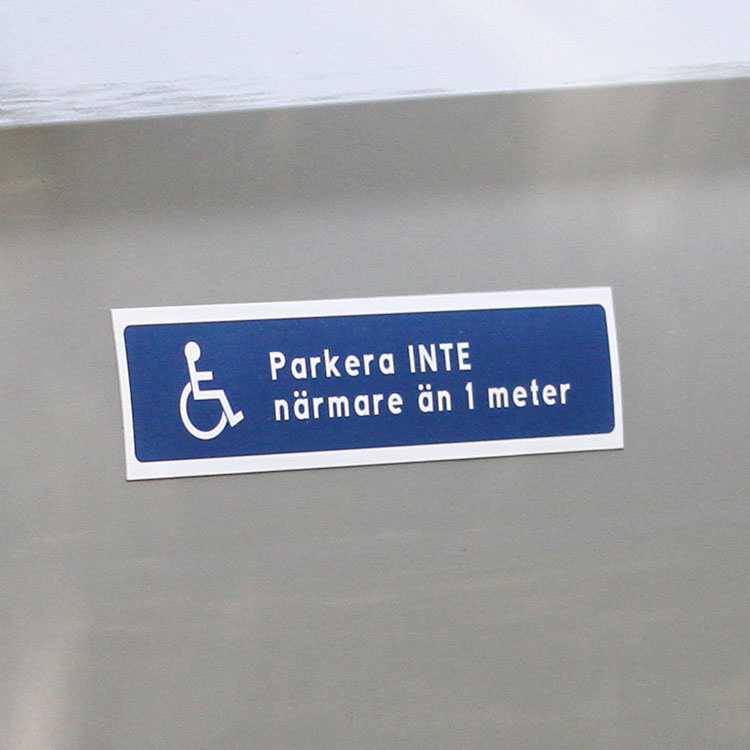 Parkera INTE
närmare än 1 meter